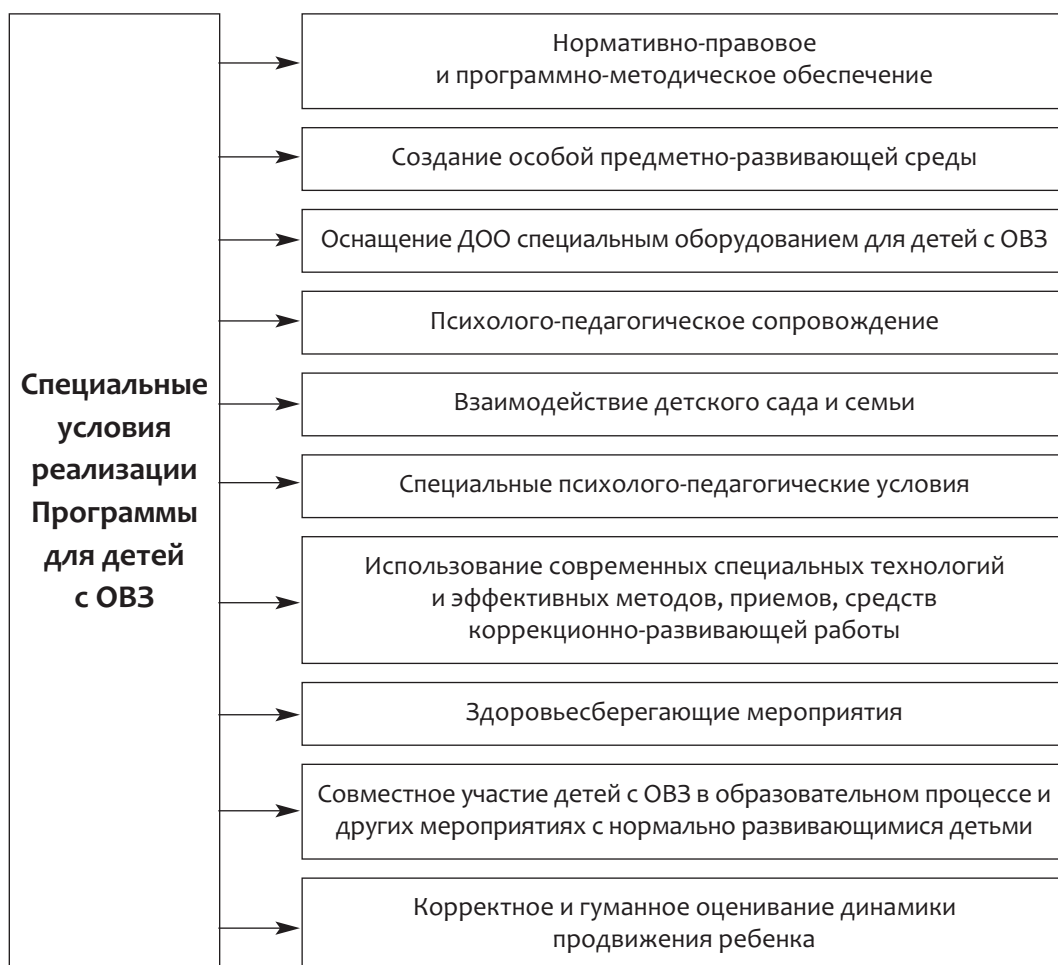 Специальные
условия
реализации
Программы
для детей
с ОВЗ
Нормативно-правовое
и программно-методическое обеспечение
Создание особой предметно-развивающей среды
Оснащение ДОО специальным оборудованием для детей с ОВЗ
Психолого-педагогическое сопровождение
Взаимодействие детского сада и семьи
Специальные психолого-педагогические условия
Использование современных специальных технологий
и эффективных методов, приемов, средств
коррекционно-развивающей работы
Здоровьесберегающие мероприятия
Совместное участие детей с ОВЗ в образовательном процессе и
других мероприятиях с нормально развивающимися детьми
Корректное и гуманное оценивание динамики
продвижения ребенка